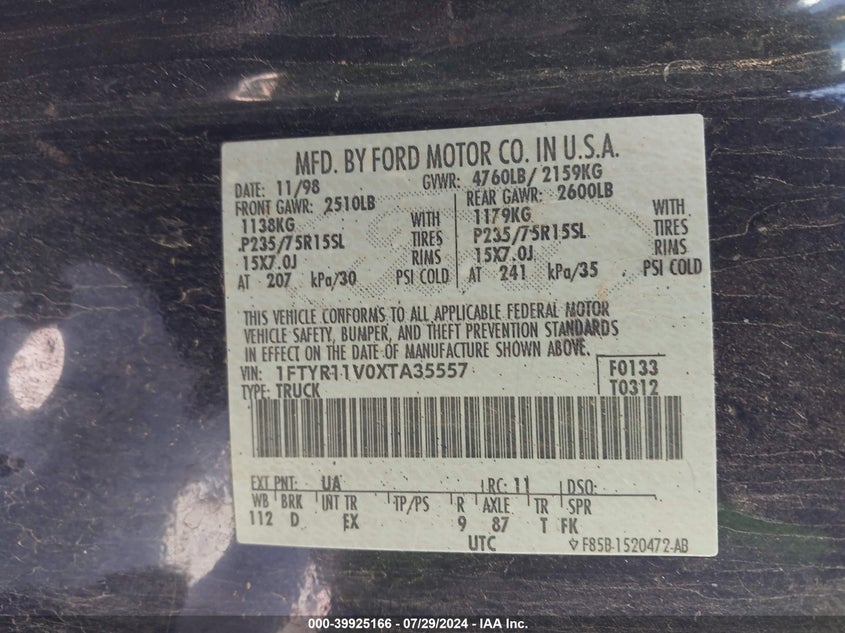 MFD. BY FORD MOTOR CO. IN U.S.A.
DATE: 11/98 GVWR: 4760LB/ 2159KG
FRONT GAWR: 2510LB REAR GAWR: 2600LB
1138KG WITH 1179KG WITH
P235/75R15SL TIRES P235/75R15SL TIRES
15X7.0J RIMS 15X7.0J RIMS
AT 207 kPa/30 PSI COLD AT 241 kPa/35 PSI COLD
THIS VEHICLE CONFORMS TO ALL APPLICABLE FEDERAL MOTOR
VEHICLE SAFETY, BUMPER, AND THEFT PREVENTION STANDARDS
IN EFFECT ON THE DATE OF MANUFACTURE SHOWN ABOVE.
VIN: 1FTYR11V0XTA35557 F0133
TYPE: TRUCK T0312
EXT PNT: UA RC: 11 DSO:
WB BRK INT TR TP/PS R AXLE TR SPR
112 D EX 9 87 T FK
UTC F85B-1520472-AB
000-39925166 - 07/29/2024 - IAA Inc.